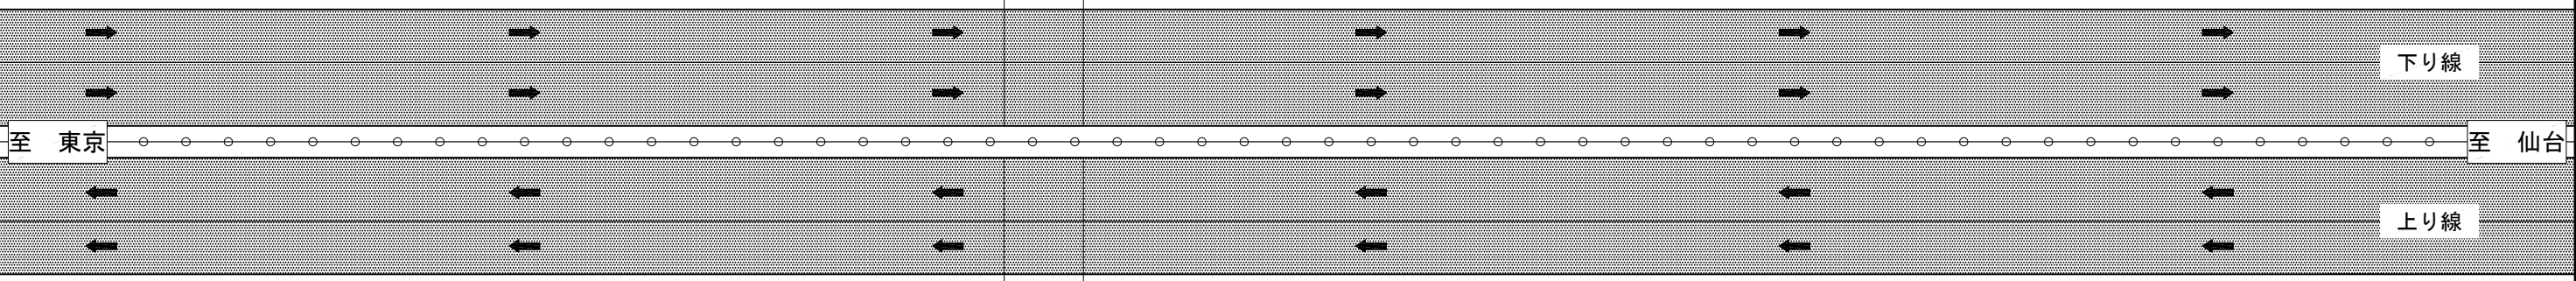 下り線
至　東京
至　仙台
上り線